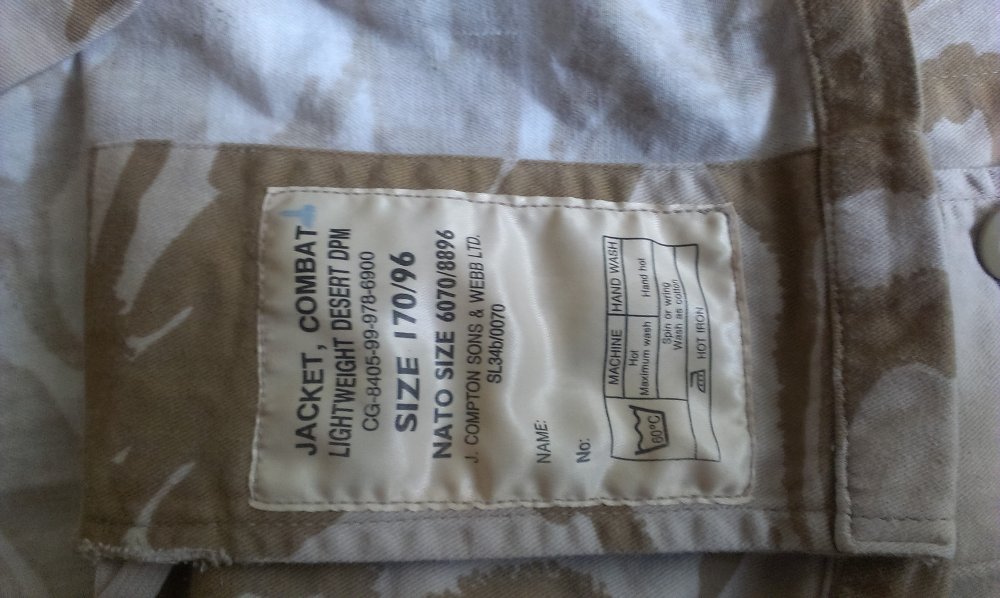 JACKET, COMBAT
LIGHTWEIGHT DESERT DPM
CG-8405-99-978-6900
SIZE 170/96
NATO SIZE 6070/8896
J. COMPTON SONS & WEBB LTD.
SL34b/0070
NAME:
No:
MACHINE HAND WASH
60°C
Hot Hand hot
Maximum wash
Spin or wring
Wash as cotton
HOT IRON